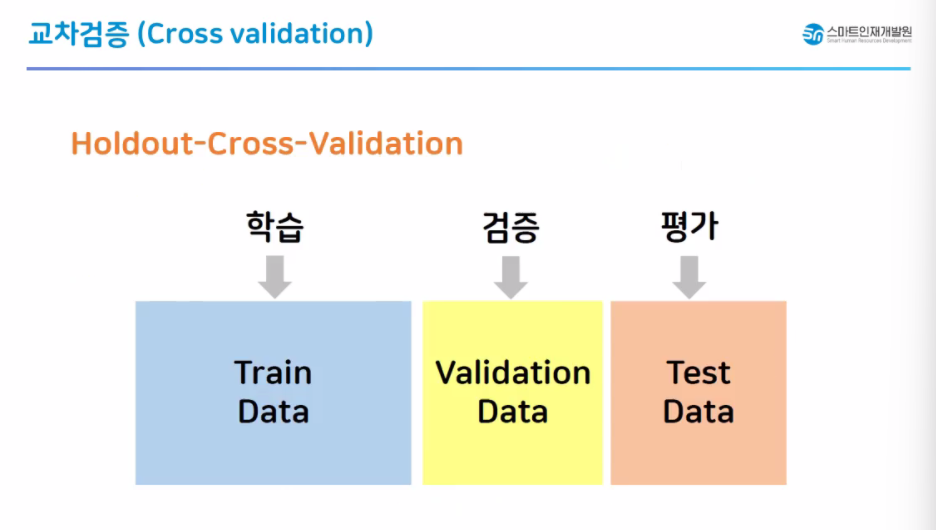 교차검증 (Cross validation)
스마트인재개발원
Smart Human Resources Development
Holdout-Cross-Validation
학습
검증
평가
Train
Data
Validation
Data
Test
Data